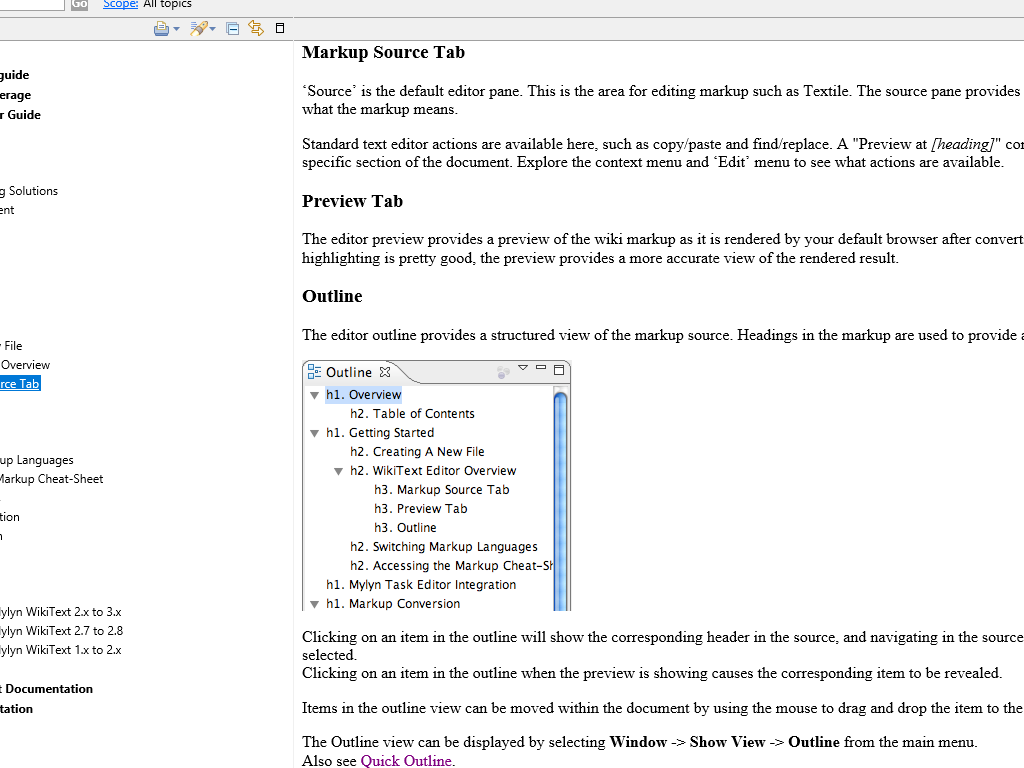 Go Scope: All topics
guide
erage
r Guide
g Solutions
ent
File
Overview
rce Tab
up Languages
Markup Cheat-Sheet
tion
n
lylyn WikiText 2.x to 3.x
lylyn WikiText 2.7 to 2.8
lylyn WikiText 1.x to 2.x
t Documentation
tation
Markup Source Tab
‘Source’ is the default editor pane. This is the area for editing markup such as Textile. The source pane provides
what the markup means.
Standard text editor actions are available here, such as copy/paste and find/replace. A "Preview at [heading]" con
specific section of the document. Explore the context menu and ‘Edit’ menu to see what actions are available.
Preview Tab
The editor preview provides a preview of the wiki markup as it is rendered by your default browser after convert
highlighting is pretty good, the preview provides a more accurate view of the rendered result.
Outline
The editor outline provides a structured view of the markup source. Headings in the markup are used to provide a
Outline
h1. Overview
h2. Table of Contents
h1. Getting Started
h2. Creating A New File
h2. WikiText Editor Overview
h3. Markup Source Tab
h3. Preview Tab
h3. Outline
h2. Switching Markup Languages
h2. Accessing the Markup Cheat-Sh
h1. Mylyn Task Editor Integration
h1. Markup Conversion
Clicking on an item in the outline will show the corresponding header in the source, and navigating in the source
selected.
Clicking on an item in the outline when the preview is showing causes the corresponding item to be revealed.
Items in the outline view can be moved within the document by using the mouse to drag and drop the item to the
The Outline view can be displayed by selecting Window -> Show View -> Outline from the main menu.
Also see Quick Outline.